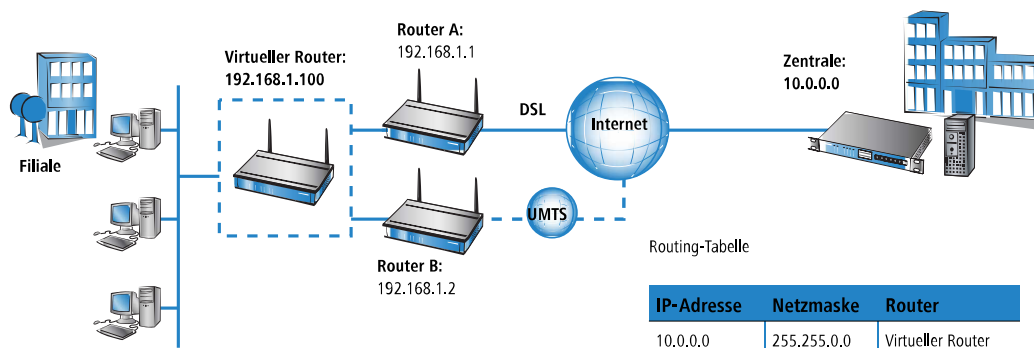 Router A:
192.168.1.1
Virtueller Router:
192.168.1.100
Zentrale:
10.0.0.0
DSL
Internet
Filiale
UMTS
Router B:
192.168.1.2
Routing-Tabelle
IP-Adresse Netzmaske Router
10.0.0.0 255.255.0.0 Virtueller Router